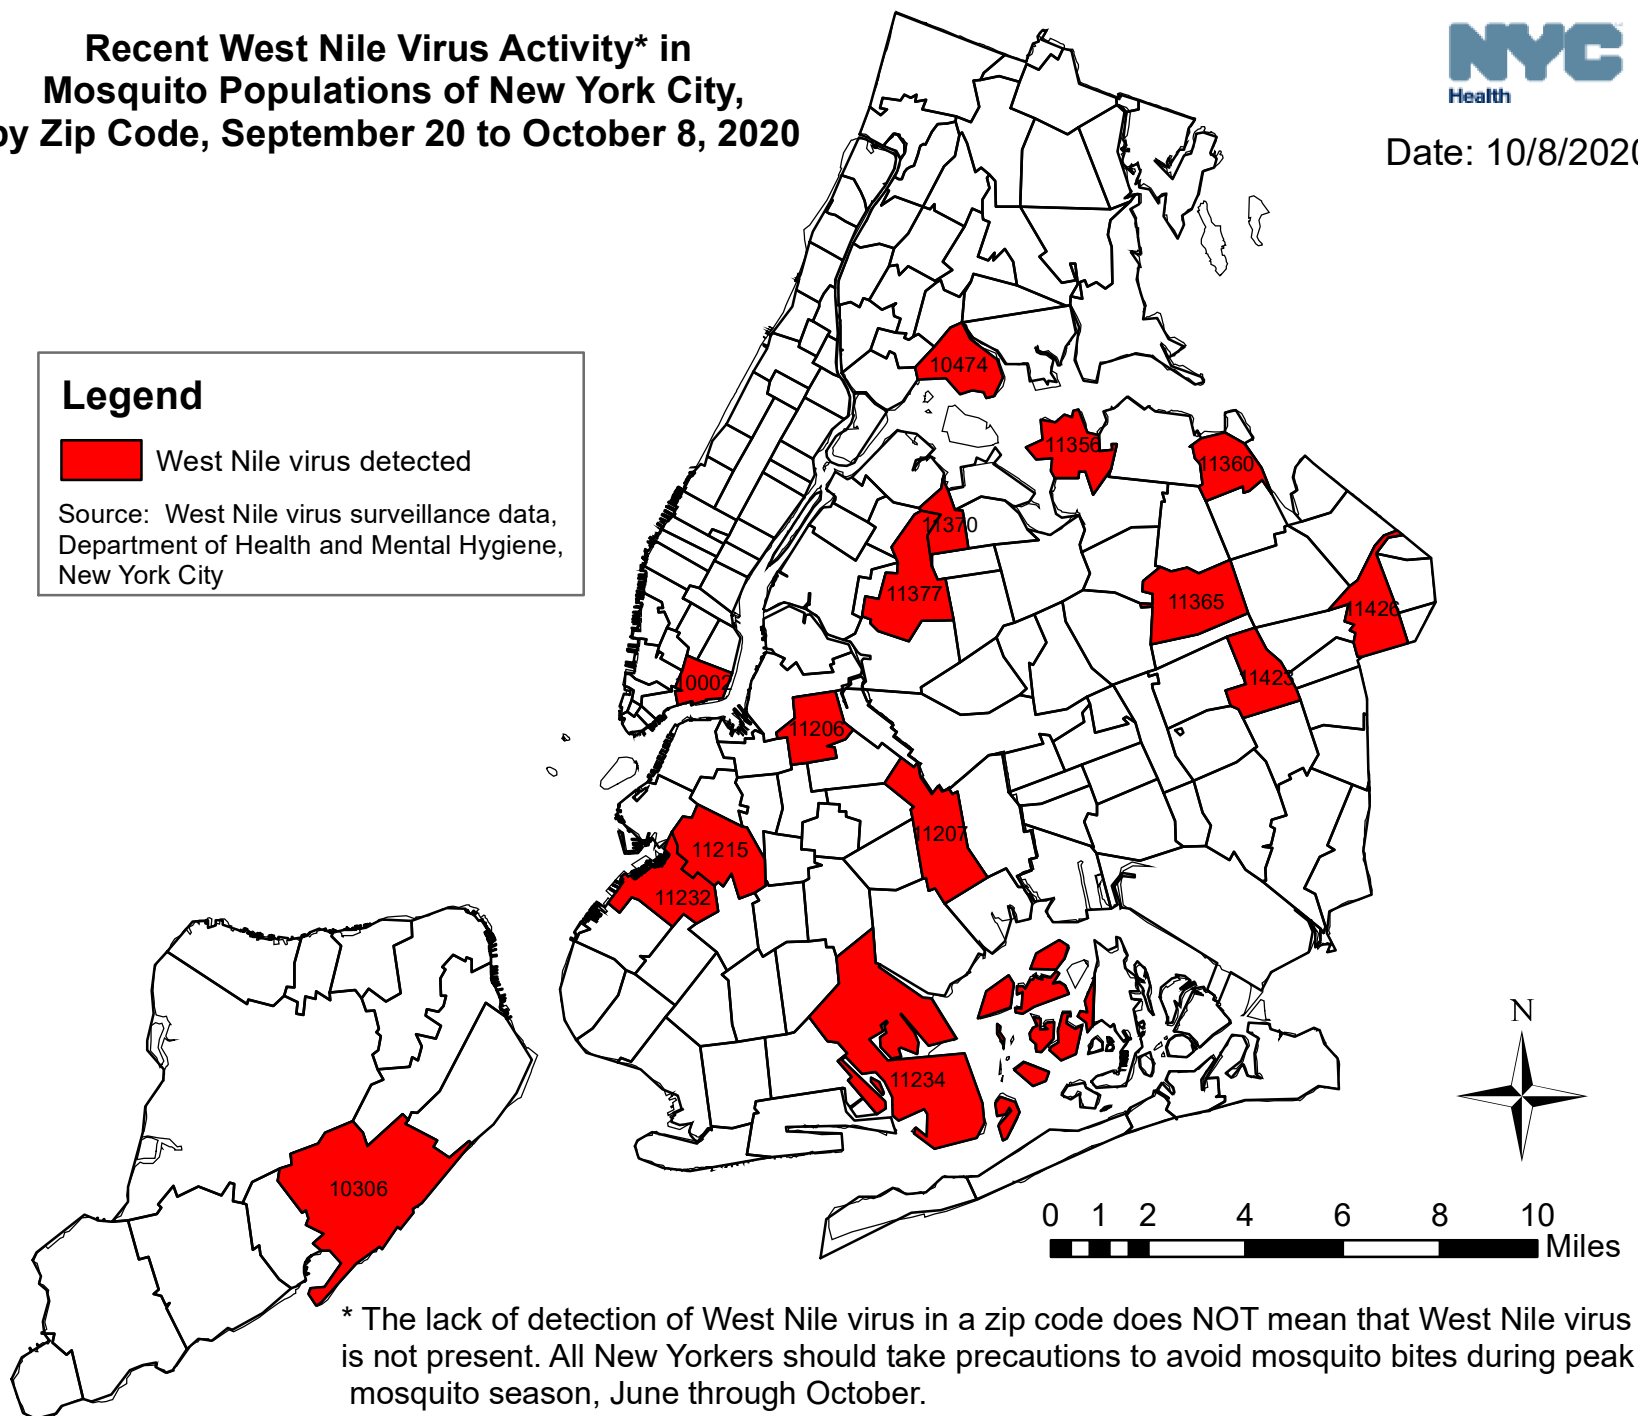 Recent West Nile Virus Activity* in
Mosquito Populations of New York City,
by Zip Code, September 20 to October 8, 2020
NYC
Health
Date: 10/8/2020
Legend
West Nile virus detected
Source: West Nile virus surveillance data,
Department of Health and Mental Hygiene,
New York City
10474
11356
11360
11370
11377
11365
11426
11423
10002
11206
11207
11215
11232
11234
10306
N
0 1 2 4 6 8 10
Miles
* The lack of detection of West Nile virus in a zip code does NOT mean that West Nile virus
is not present. All New Yorkers should take precautions to avoid mosquito bites during peak
mosquito season, June through October.